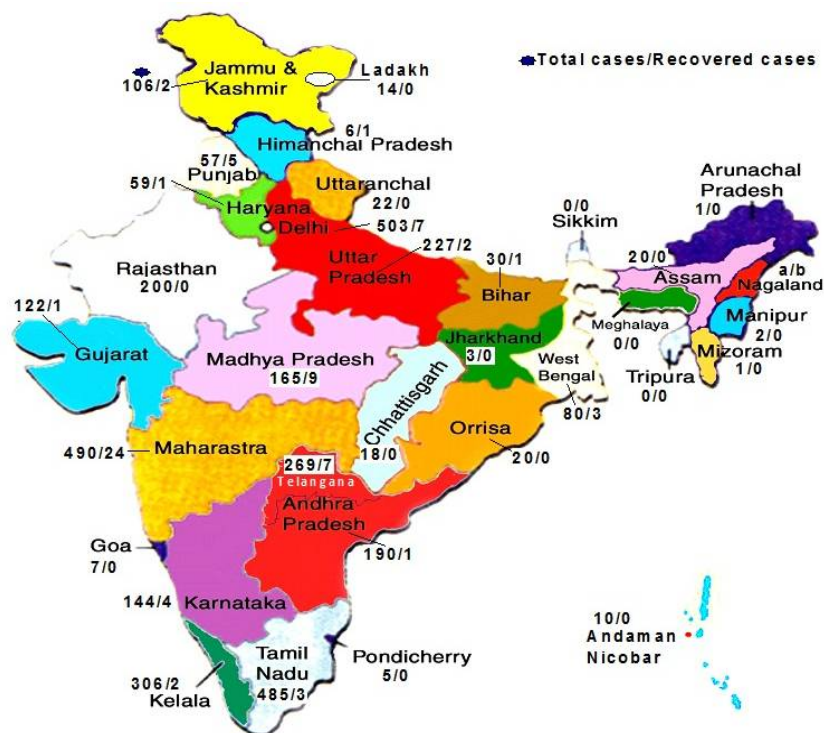 Total cases/Recovered cases
Jammu &
Kashmir
106/2
Ladakh
14/0
6/1
Himanchal Pradesh
57/5
Punjab
59/1
Haryana
Uttaranchal
22/0
Delhi
503/7
Uttar
Pradesh
227/2
Rajasthan
200/0
0/0
Sikkim
Arunachal
Pradesh
1/0
20/0
Assam
a/b
Nagaland
Meghalaya
0/0
Manipur
2/0
Mizoram
1/0
Tripura
0/0
30/1
Bihar
122/1
Gujarat
Madhya Pradesh
165/9
Jharkhand
3/0
West
Bengal
80/3
Chhattisgarh
18/0
Orrisa
20/0
490/24
Maharastra
269/7
Telangana
Andhra
Pradesh
190/1
Goa
7/0
144/4
Karnataka
Tamil
Nadu
485/3
Pondicherry
5/0
306/2
Kelala
10/0
Andaman
Nicobar